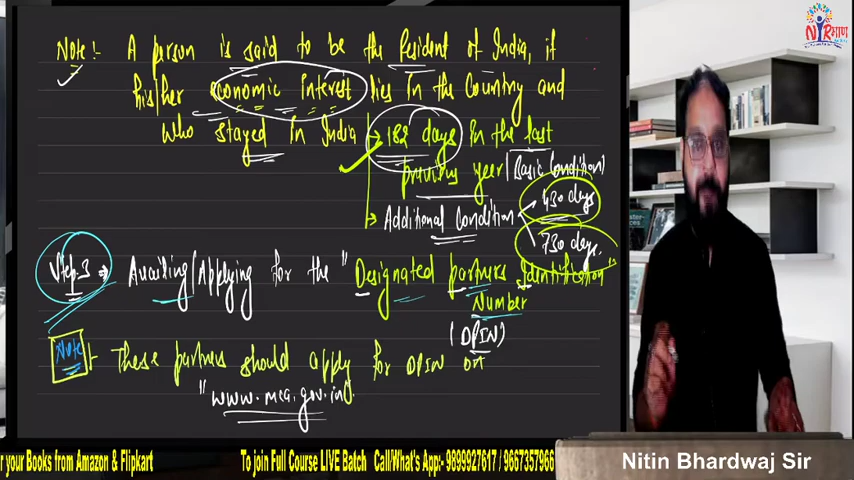 Note:- A person is said to be the Resident of India, if
his/her economic interest lies in the Country and
who stayed in India → 182 days in the last
previous year (Basic Condition)
→ Additional Condition
430 days
730 days.
Step-3 ⇒ Availing/Applying for the "Designated partners Identification"
Number
(DPIN)
Note:- These partners should apply for DPIN on
"www.mca.gov.in).
निर्माण
r your Books from Amazon & Flipkart
To join Full Course LIVE Batch Call/What's App:- 9899927617 / 9667357966
Nitin Bhardwaj Sir